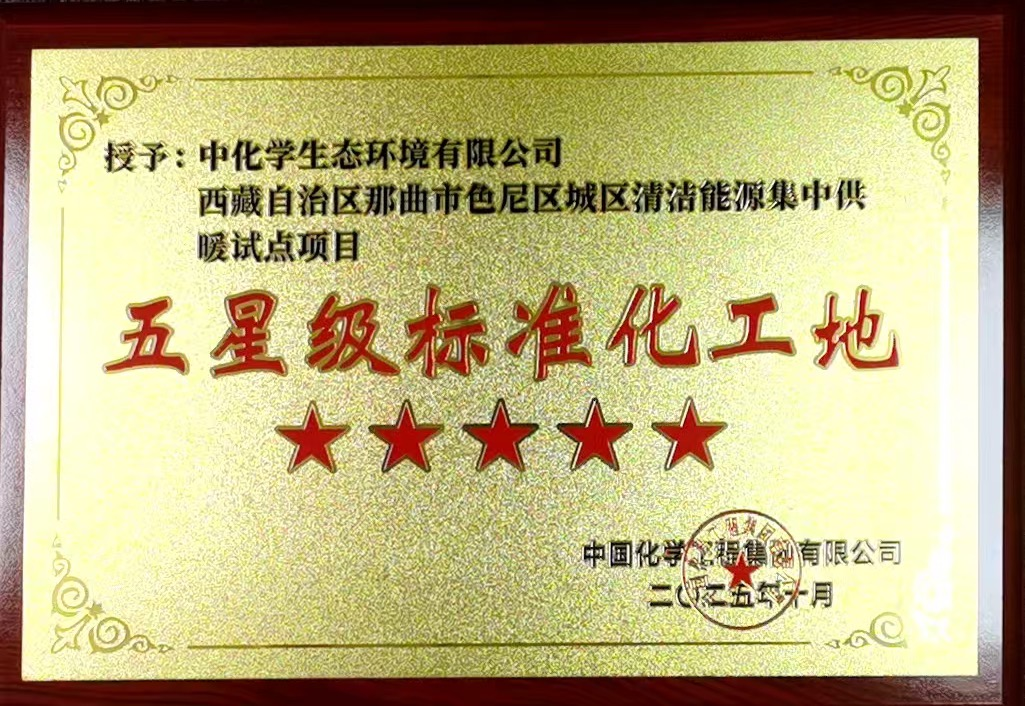 授予：中化学生态环境有限公司
西藏自治区那曲市色尼区城区清洁能源集中供
暖试点项目
五星级标准化工地
中国化学工程集团有限公司
二〇二五年十月